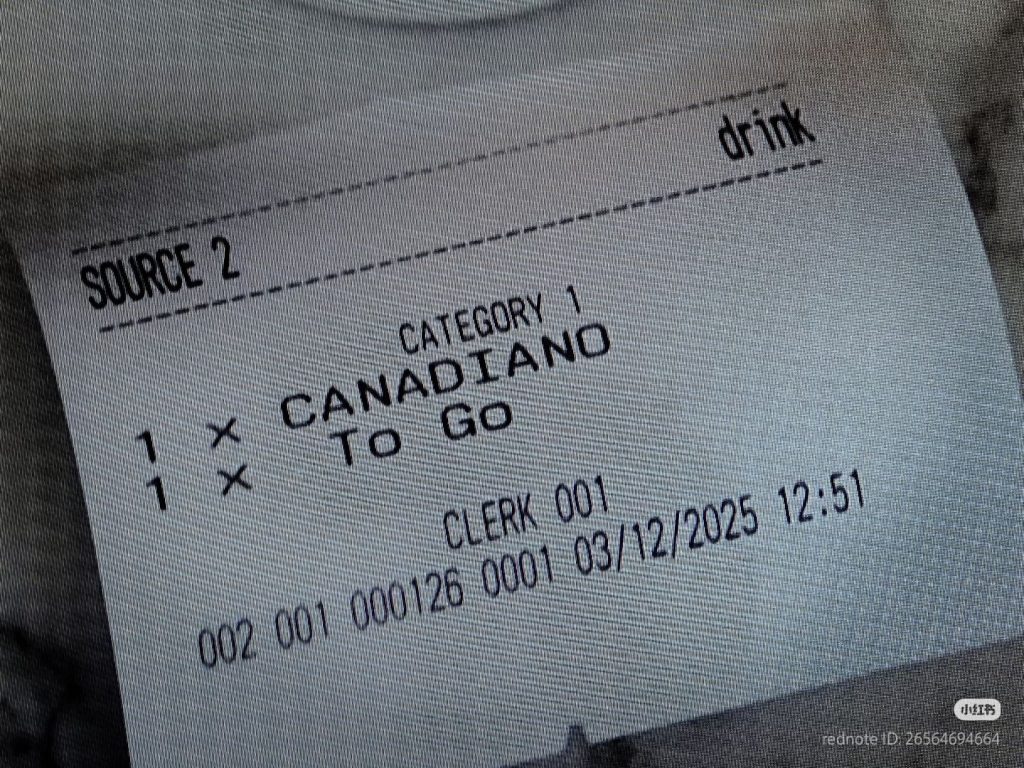 drink
SOURCE 2
CATEGORY 1
1 × CANADIANO
1 × To Go
CLERK 001
002 001 000126 0001 03/12/2025 12:51
小红书
rednote ID: 26564694664